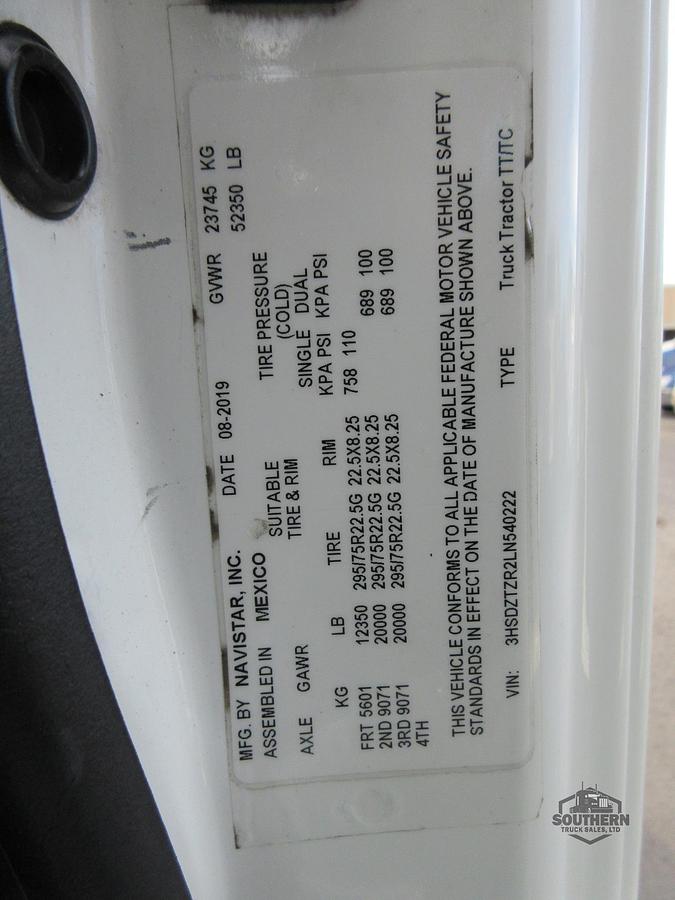 MFG. BY NAVISTAR, INC. DATE 08-2019 GVWR 23745 KG
ASSEMBLED IN MEXICO 52350 LB
SUITABLE TIRE PRESSURE
AXLE GAWR TIRE & RIM (COLD)
SINGLE DUAL
KG LB TIRE RIM KPA PSI KPA PSI
FRT 5601 12350 295/75R22.5G 22.5X8.25 758 110
2ND 9071 20000 295/75R22.5G 22.5X8.25 689 100
3RD 9071 20000 295/75R22.5G 22.5X8.25 689 100
4TH
THIS VEHICLE CONFORMS TO ALL APPLICABLE FEDERAL MOTOR VEHICLE SAFETY
STANDARDS IN EFFECT ON THE DATE OF MANUFACTURE SHOWN ABOVE.
VIN: 3HSDZTZR2LN540222 TYPE Truck Tractor TT/TC
SOUTHERN
TRUCK SALES, LTD